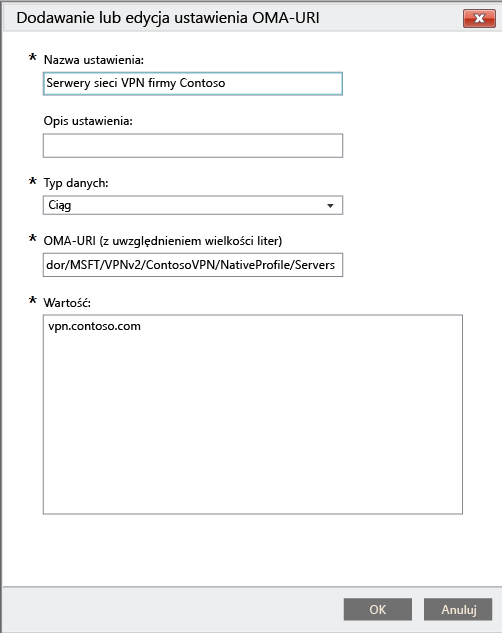 Dodawanie lub edycja ustawienia OMA-URI
* Nazwa ustawienia:
Serwery sieci VPN firmy Contoso
Opis ustawienia:
* Typ danych:
Ciąg
* OMA-URI (z uwzględnieniem wielkości liter)
dor/MSFT/VPNv2/ContosoVPN/NativeProfile/Servers
* Wartość:
vpn.contoso.com
OK Anuluj